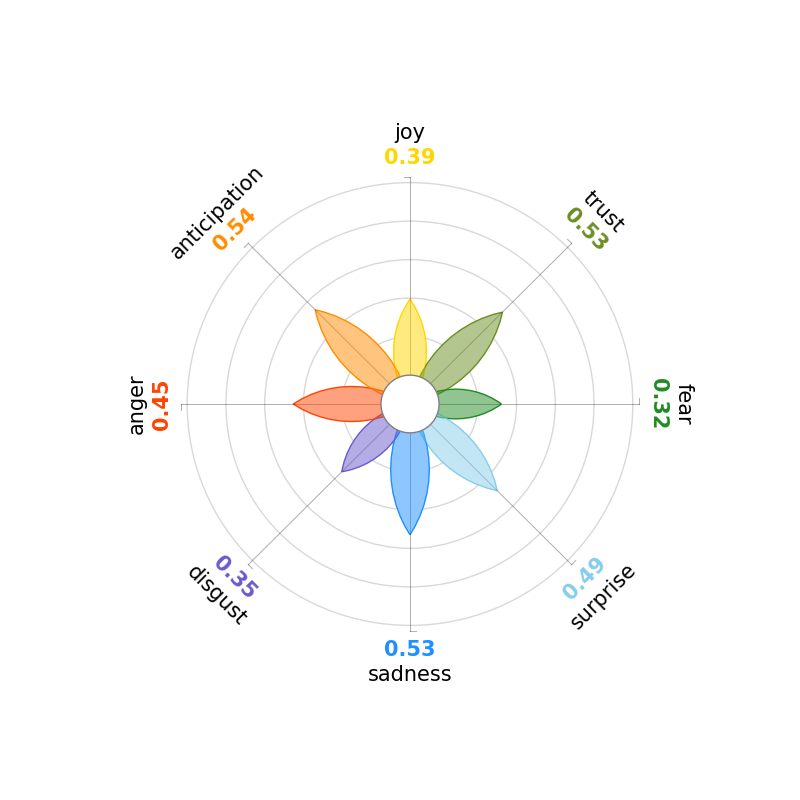 joy
0.39
trust
0.53
fear
0.32
surprise
0.49
0.53
sadness
0.35
disgust
anger
0.45
anticipation
0.54